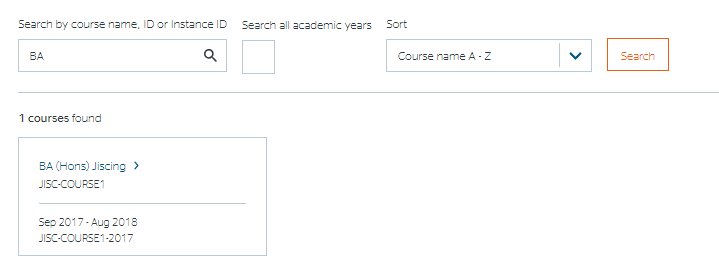 Search by course name, ID or Instance ID
Search all academic years
Sort
BA
Course name A - Z
Search
1 courses found
BA (Hons) Jiscing
JISC-COURSE1
Sep 2017 - Aug 2018
JISC-COURSE1-2017